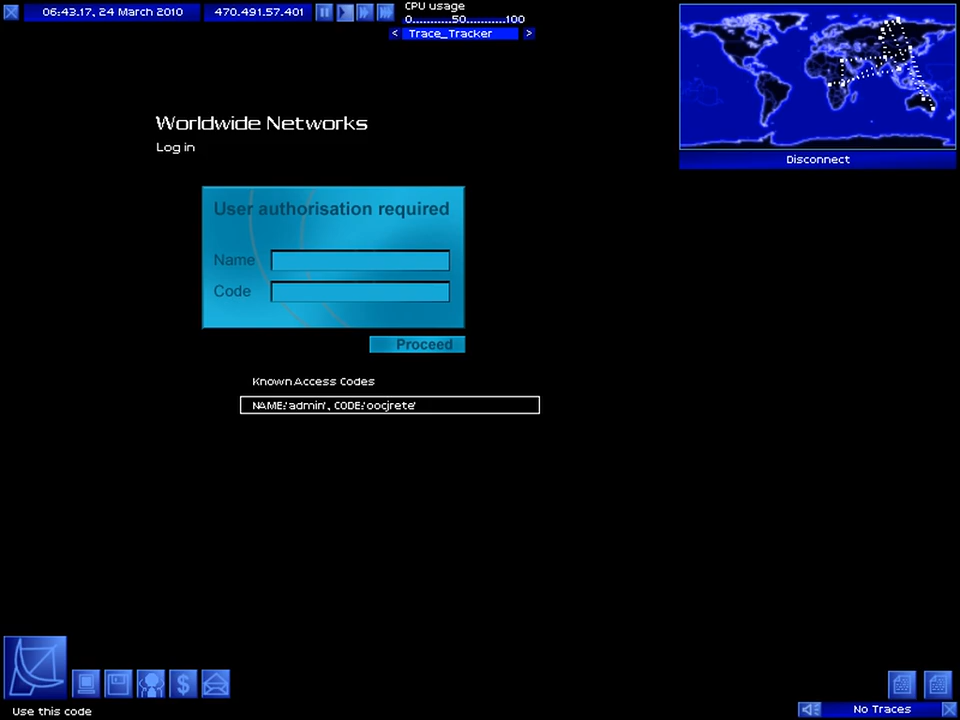 06:43.17, 24 March 2010
470.491.57.401
CPU usage
0............50...........100
< Trace_Tracker >
Disconnect
Worldwide Networks
Log in
User authorisation required
Name
Code
Proceed
Known Access Codes
NAME:'admin', CODE:'oocjrete'
$
Use this code
No Traces